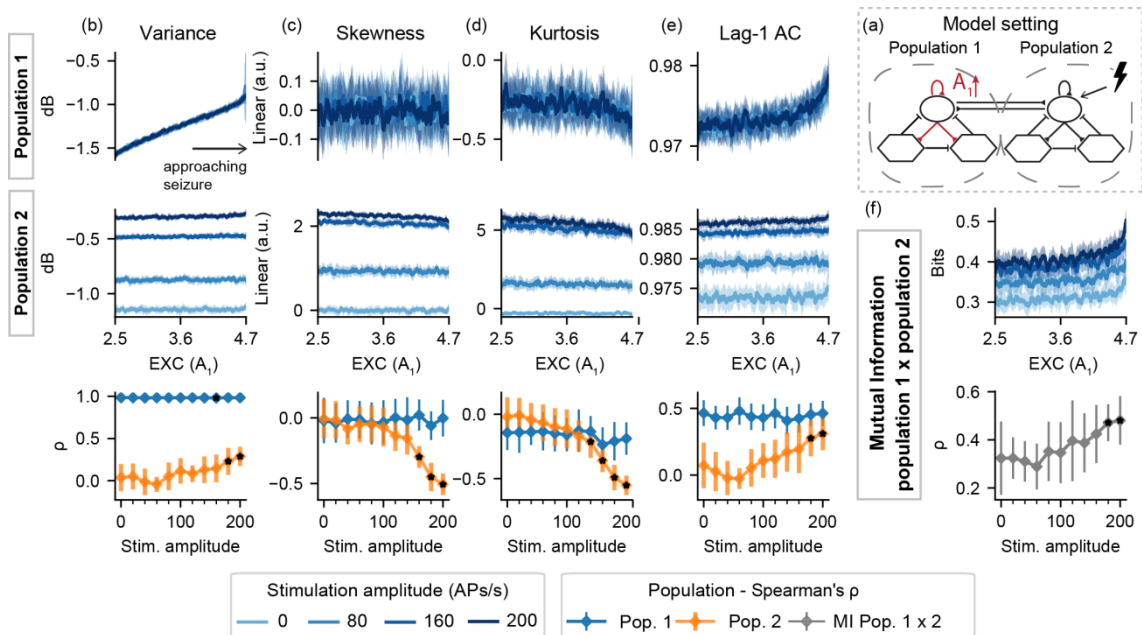 (b) Variance
(c) Skewness
(d) Kurtosis
(e) Lag-1 AC
(a) Model setting
Population 1 Population 2
A1↑
Population 1
dB
−0.5
−1.0
−1.5
approaching
seizure
Linear (a.u.)
0.1
0.0
−0.1
0.0
−0.5
0.98
0.97
Population 2
dB
−0.5
−1.0
2.5 3.6 4.7
EXC (A1)
Linear (a.u.)
2
0
2.5 3.6 4.7
EXC (A1)
5
0
2.5 3.6 4.7
EXC (A1)
0.985
0.980
0.975
2.5 3.6 4.7
EXC (A1)
(f)
Mutual Information
population 1 x population 2
Bits
0.5
0.4
0.3
2.5 3.6 4.7
EXC (A1)
ρ
1.0
0.5
0.0
0 100 200
Stim. amplitude
0.0
−0.5
0 100 200
Stim. amplitude
0.0
−0.5
0 100 200
Stim. amplitude
0.5
0.0
0 100 200
Stim. amplitude
ρ
0.6
0.4
0.2
0 100 200
Stim. amplitude
Stimulation amplitude (APs/s)
0 80 160 200
Population - Spearman's ρ
Pop. 1 Pop. 2 MI Pop. 1 x 2